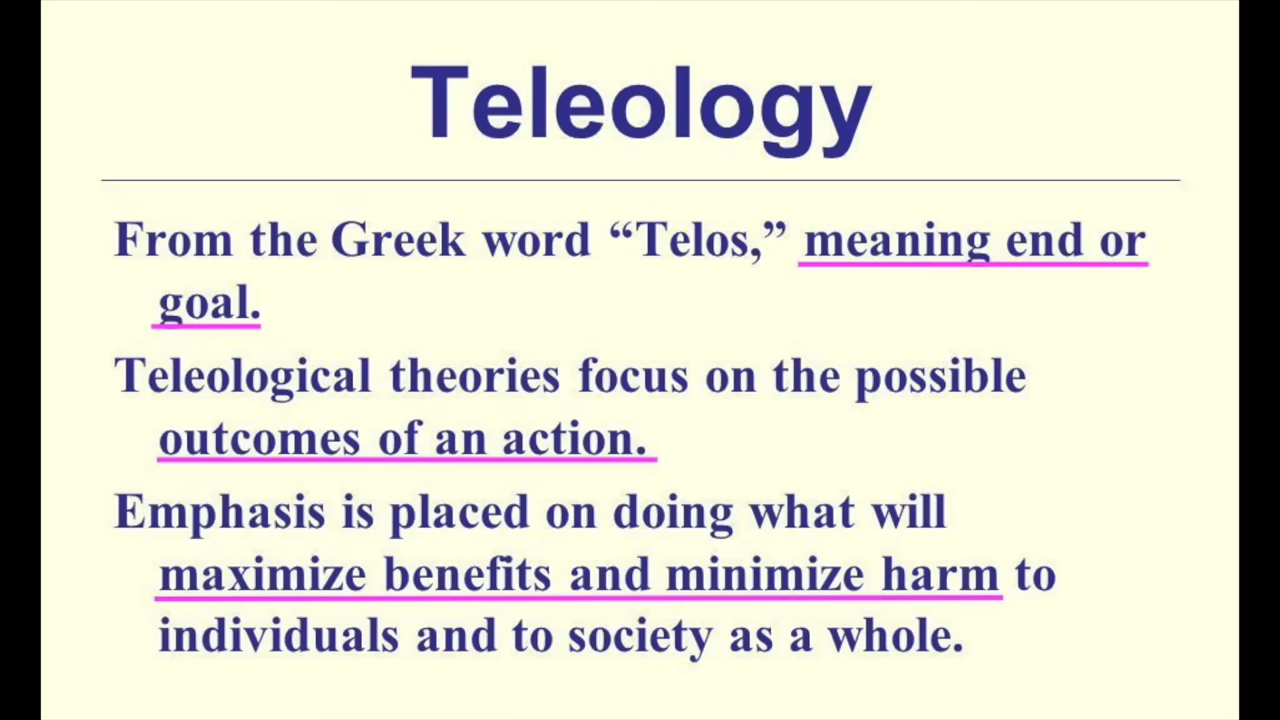 Teleology
From the Greek word “Telos,” meaning end or
goal.
Teleological theories focus on the possible
outcomes of an action.
Emphasis is placed on doing what will
maximize benefits and minimize harm to
individuals and to society as a whole.